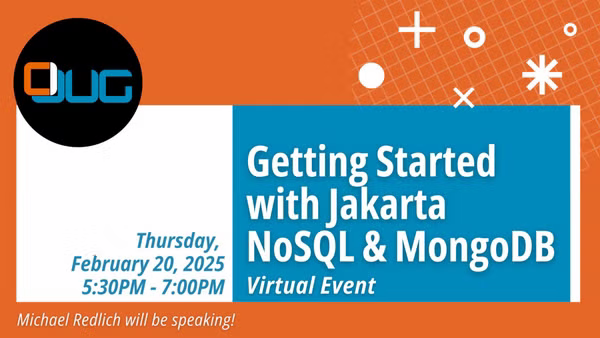 JUG
Getting Started
with Jakarta
NoSQL & MongoDB
Virtual Event
Thursday,
February 20, 2025
5:30PM - 7:00PM
Michael Redlich will be speaking!